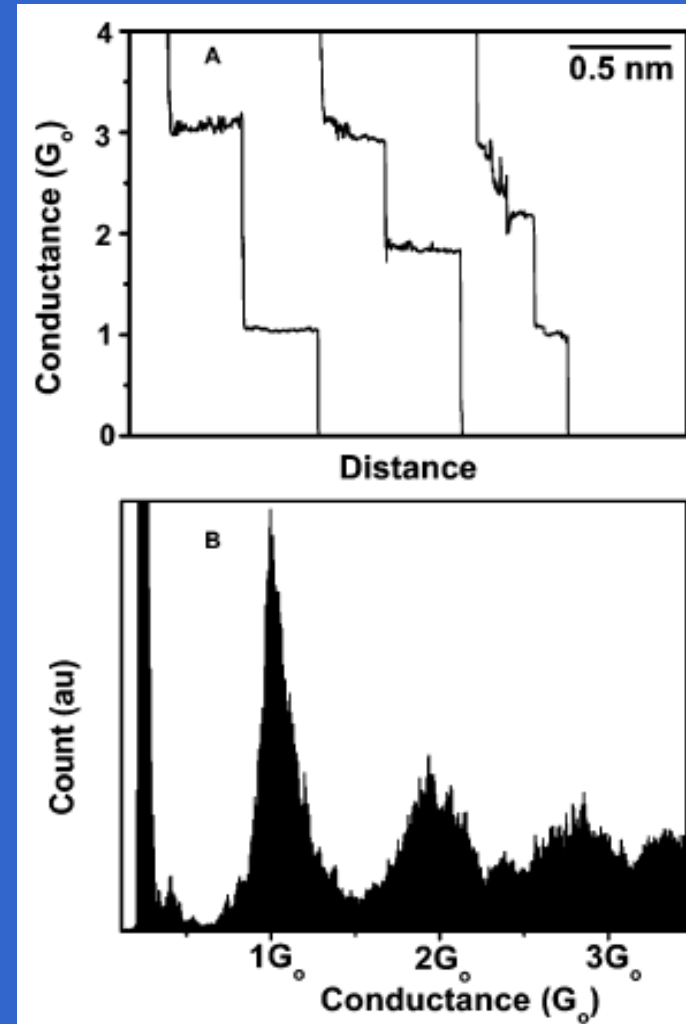 4
A
0.5 nm
3
2
1
0
Conductance (Gₒ)
Distance
B
Count (au)
1Gₒ 2Gₒ 3Gₒ
Conductance (Gₒ)